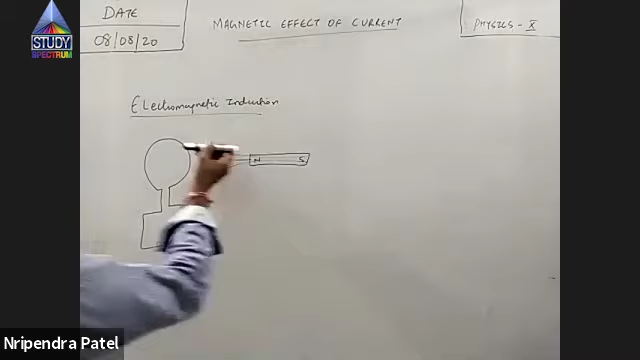 DATE
08/08/20
MAGNETIC EFFECT OF CURRENT
PHYSICS - X
STUDY
SPECTRUM
Electromagnetic Induction
N S
Nripendra Patel